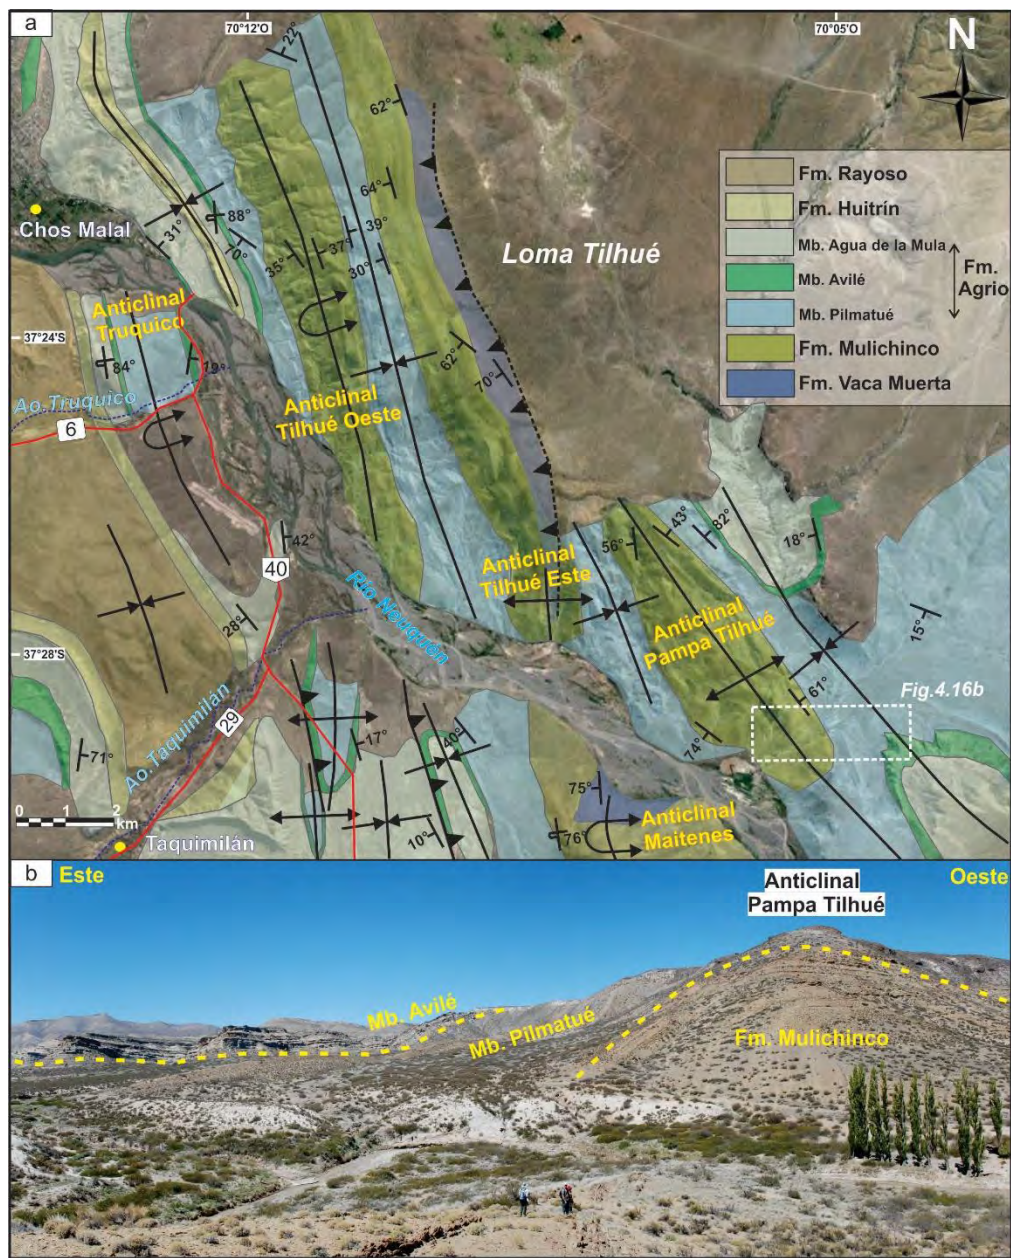 a
70°12'O
70°05'O
N
22°
62°
64°
Fm. Rayoso
Fm. Huitrín
Mb. Agua de la Mula
Mb. Avilé
Fm.
Agrio
Mb. Pilmatué
Fm. Mulichinco
Fm. Vaca Muerta
Chos Malal
88°
70°
31°
35°
37°
39°
30°
Loma Tilhué
Anticlinal
Truquico
37°24'S
84°
19°
Ao. Truquico
6
62°
70°
Anticlinal
Tilhué Oeste
42°
40
56°
43°
82°
18°
Anticlinal
Tilhué Este
Río Neuquen
Anticlinal
Pampa Tilhué
28°
15°
37°28'S
61°
Fig.4.16b
Ao. Taquimilán
29
71°
17°
40°
74°
75°
76°
10°
Anticlinal
Maitenes
0 1 2
km
Taquimilán
b
Este
Oeste
Anticlinal
Pampa Tilhué
Mb. Avilé
Mb. Pilmatué
Fm. Mulichinco